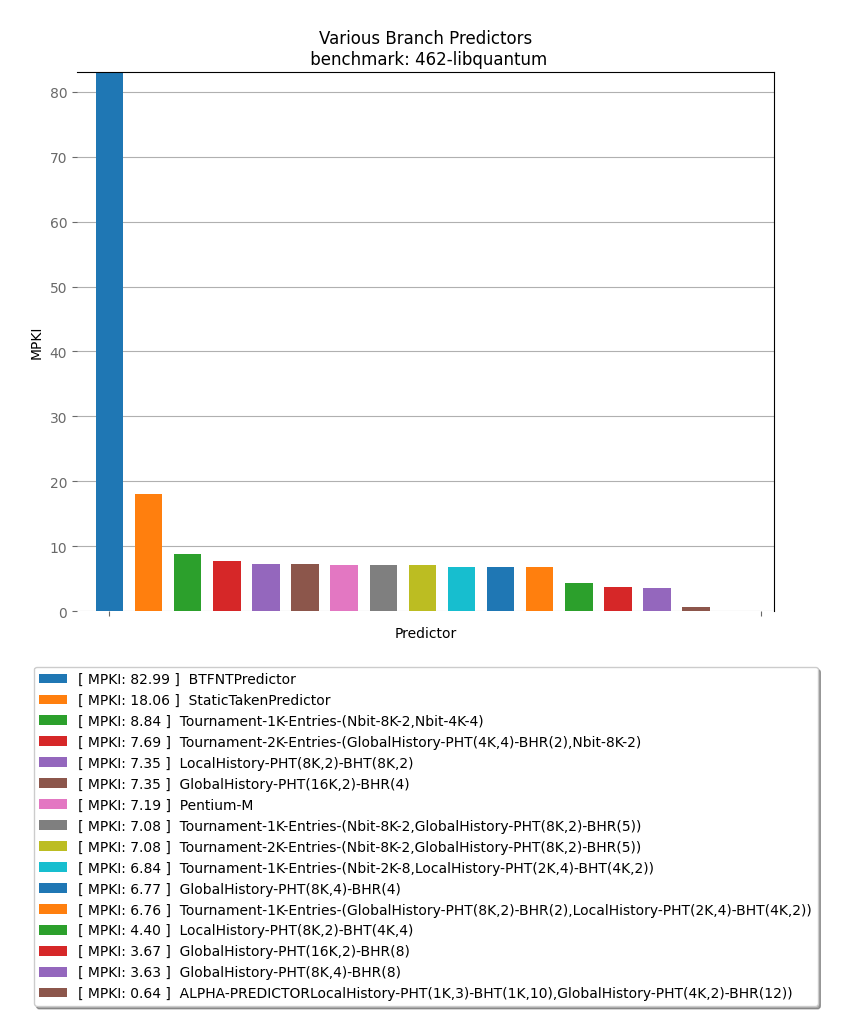 Various Branch Predictors
benchmark: 462-libquantum
80
70
60
50
40
30
20
10
0
MPKI
Predictor
[ MPKI: 82.99 ] BTFNTPredictor
[ MPKI: 18.06 ] StaticTakenPredictor
[ MPKI: 8.84 ] Tournament-1K-Entries-(Nbit-8K-2,Nbit-4K-4)
[ MPKI: 7.69 ] Tournament-2K-Entries-(GlobalHistory-PHT(4K,4)-BHR(2),Nbit-8K-2)
[ MPKI: 7.35 ] LocalHistory-PHT(8K,2)-BHT(8K,2)
[ MPKI: 7.35 ] GlobalHistory-PHT(16K,2)-BHR(4)
[ MPKI: 7.19 ] Pentium-M
[ MPKI: 7.08 ] Tournament-1K-Entries-(Nbit-8K-2,GlobalHistory-PHT(8K,2)-BHR(5))
[ MPKI: 7.08 ] Tournament-2K-Entries-(Nbit-8K-2,GlobalHistory-PHT(8K,2)-BHR(5))
[ MPKI: 6.84 ] Tournament-1K-Entries-(Nbit-2K-8,LocalHistory-PHT(2K,4)-BHT(4K,2))
[ MPKI: 6.77 ] GlobalHistory-PHT(8K,4)-BHR(4)
[ MPKI: 6.76 ] Tournament-1K-Entries-(GlobalHistory-PHT(8K,2)-BHR(2),LocalHistory-PHT(2K,4)-BHT(4K,2))
[ MPKI: 4.40 ] LocalHistory-PHT(8K,2)-BHT(4K,4)
[ MPKI: 3.67 ] GlobalHistory-PHT(16K,2)-BHR(8)
[ MPKI: 3.63 ] GlobalHistory-PHT(8K,4)-BHR(8)
[ MPKI: 0.64 ] ALPHA-PREDICTORLocalHistory-PHT(1K,3)-BHT(1K,10),GlobalHistory-PHT(4K,2)-BHR(12))